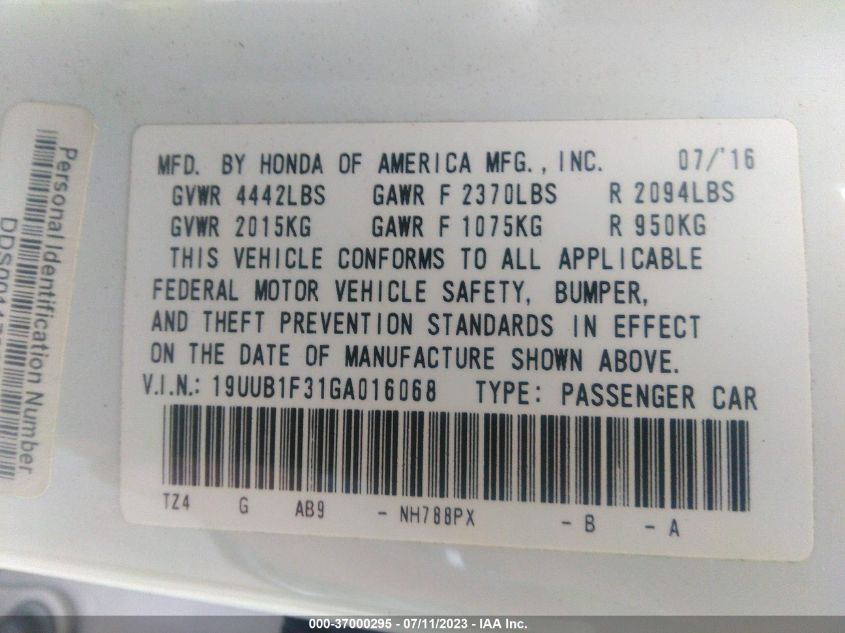 MFD. BY HONDA OF AMERICA MFG., INC. 07/'16
GVWR 4442LBS GAWR F 2370LBS R 2094LBS
GVWR 2015KG GAWR F 1075KG R 950KG
THIS VEHICLE CONFORMS TO ALL APPLICABLE
FEDERAL MOTOR VEHICLE SAFETY, BUMPER,
AND THEFT PREVENTION STANDARDS IN EFFECT
ON THE DATE OF MANUFACTURE SHOWN ABOVE.
V.I.N.: 19UUB1F31GA016068 TYPE: PASSENGER CAR
TZ4 G AB9 - NH788PX - B - A
Personal Identification Number
000-37000295 - 07/11/2023 - IAA Inc.